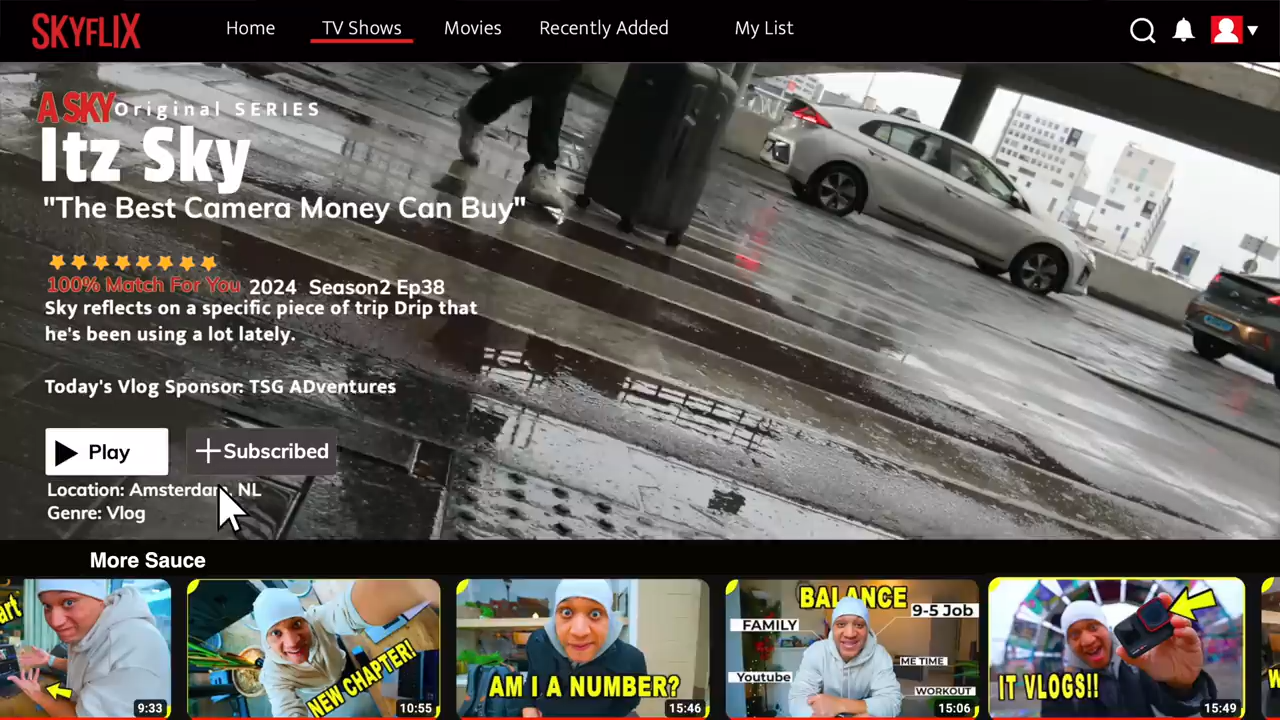 SKYFLIX Home TV Shows Movies Recently Added My List
A SKY Original SERIES
Itz Sky
"The Best Camera Money Can Buy"
100% Match For You 2024 Season2 Ep38
Sky reflects on a specific piece of trip Drip that
he's been using a lot lately.
Today's Vlog Sponsor: TSG ADventures
Play +Subscribed
Location: Amsterdam, NL
Genre: Vlog
More Sauce
art
9:33
NEW CHAPTER!
10:55
AM I A NUMBER?
15:46
BALANCE
FAMILY
9-5 Job
ME TIME
Youtube
WORKOUT
15:06
IT VLOGS!!
15:49
W